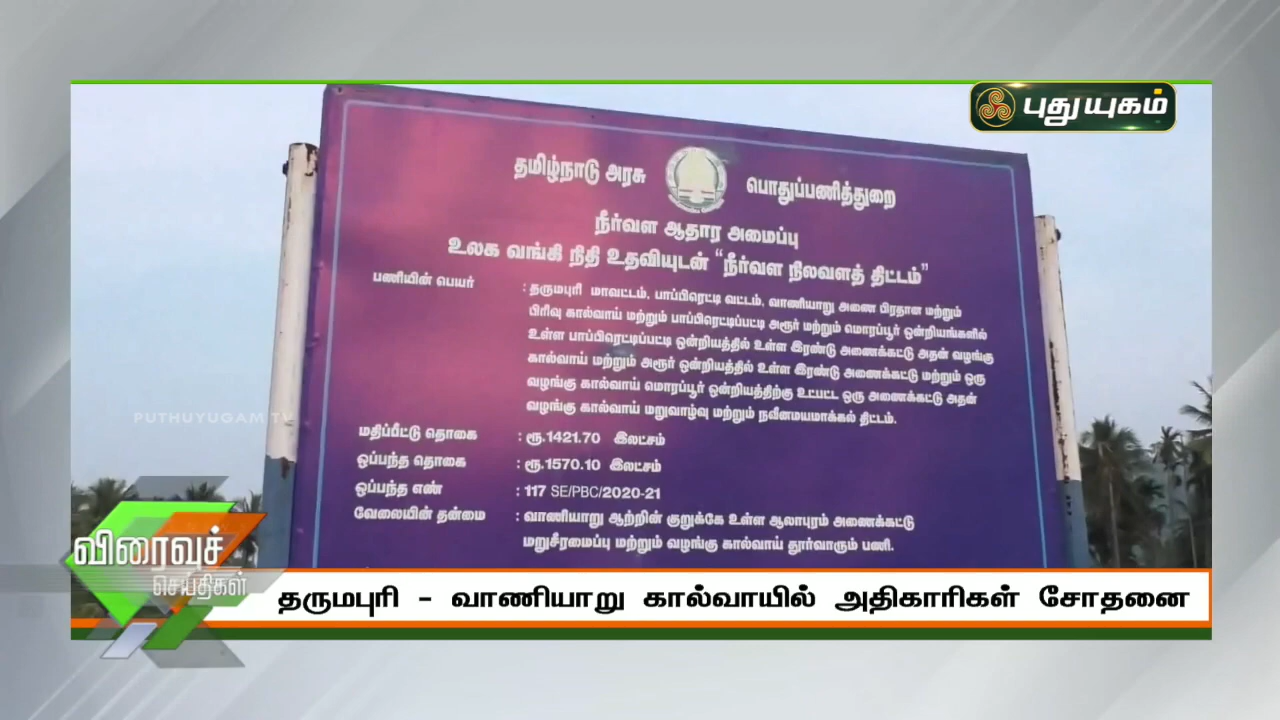 புதுயுகம்
தமிழ்நாடு அரசு பொதுப்பணித்துறை
நீர்வள ஆதார அமைப்பு
உலக வங்கி நிதி உதவியுடன் “நீர்வள நிலவளத் திட்டம்”
பணியின் பெயர் : தருமபுரி மாவட்டம், பாப்பிரெட்டி வட்டம், வாணியாறு அணை பிரதான மற்றும்
பிரிவு கால்வாய் மற்றும் பாப்பிரெட்டிப்பட்டி அரூர் மற்றும் மொரப்பூர் ஒன்றியங்களில்
உள்ள பாப்பிரெட்டிப்பட்டி ஒன்றியத்தில் உள்ள இரண்டு அணைக்கட்டு அதன் வழங்கு
கால்வாய் மற்றும் அரூர் ஒன்றியத்தில் உள்ள இரண்டு அணைக்கட்டு மற்றும் ஒரு
வழங்கு கால்வாய் மொரப்பூர் ஒன்றியத்திற்கு உட்பட்ட ஒரு அணைக்கட்டு அதன்
வழங்கு கால்வாய் மறுவாழ்வு மற்றும் நவீனமயமாக்கல் திட்டம்.
மதிப்பீட்டு தொகை : ரூ.1421.70 இலட்சம்
ஒப்பந்த தொகை : ரூ.1570.10 இலட்சம்
ஒப்பந்த எண் : 117 SE/PBC/2020-21
வேலையின் தன்மை : வாணியாறு ஆற்றின் குறுக்கே உள்ள ஆலாபுரம் அணைக்கட்டு
மறுசீரமைப்பு மற்றும் வழங்கு கால்வாய் தூர்வாரும் பணி.
PUTHUYUGAM TV
விரைவுச்
செய்திகள்
தருமபுரி - வாணியாறு கால்வாயில் அதிகாரிகள் சோதனை